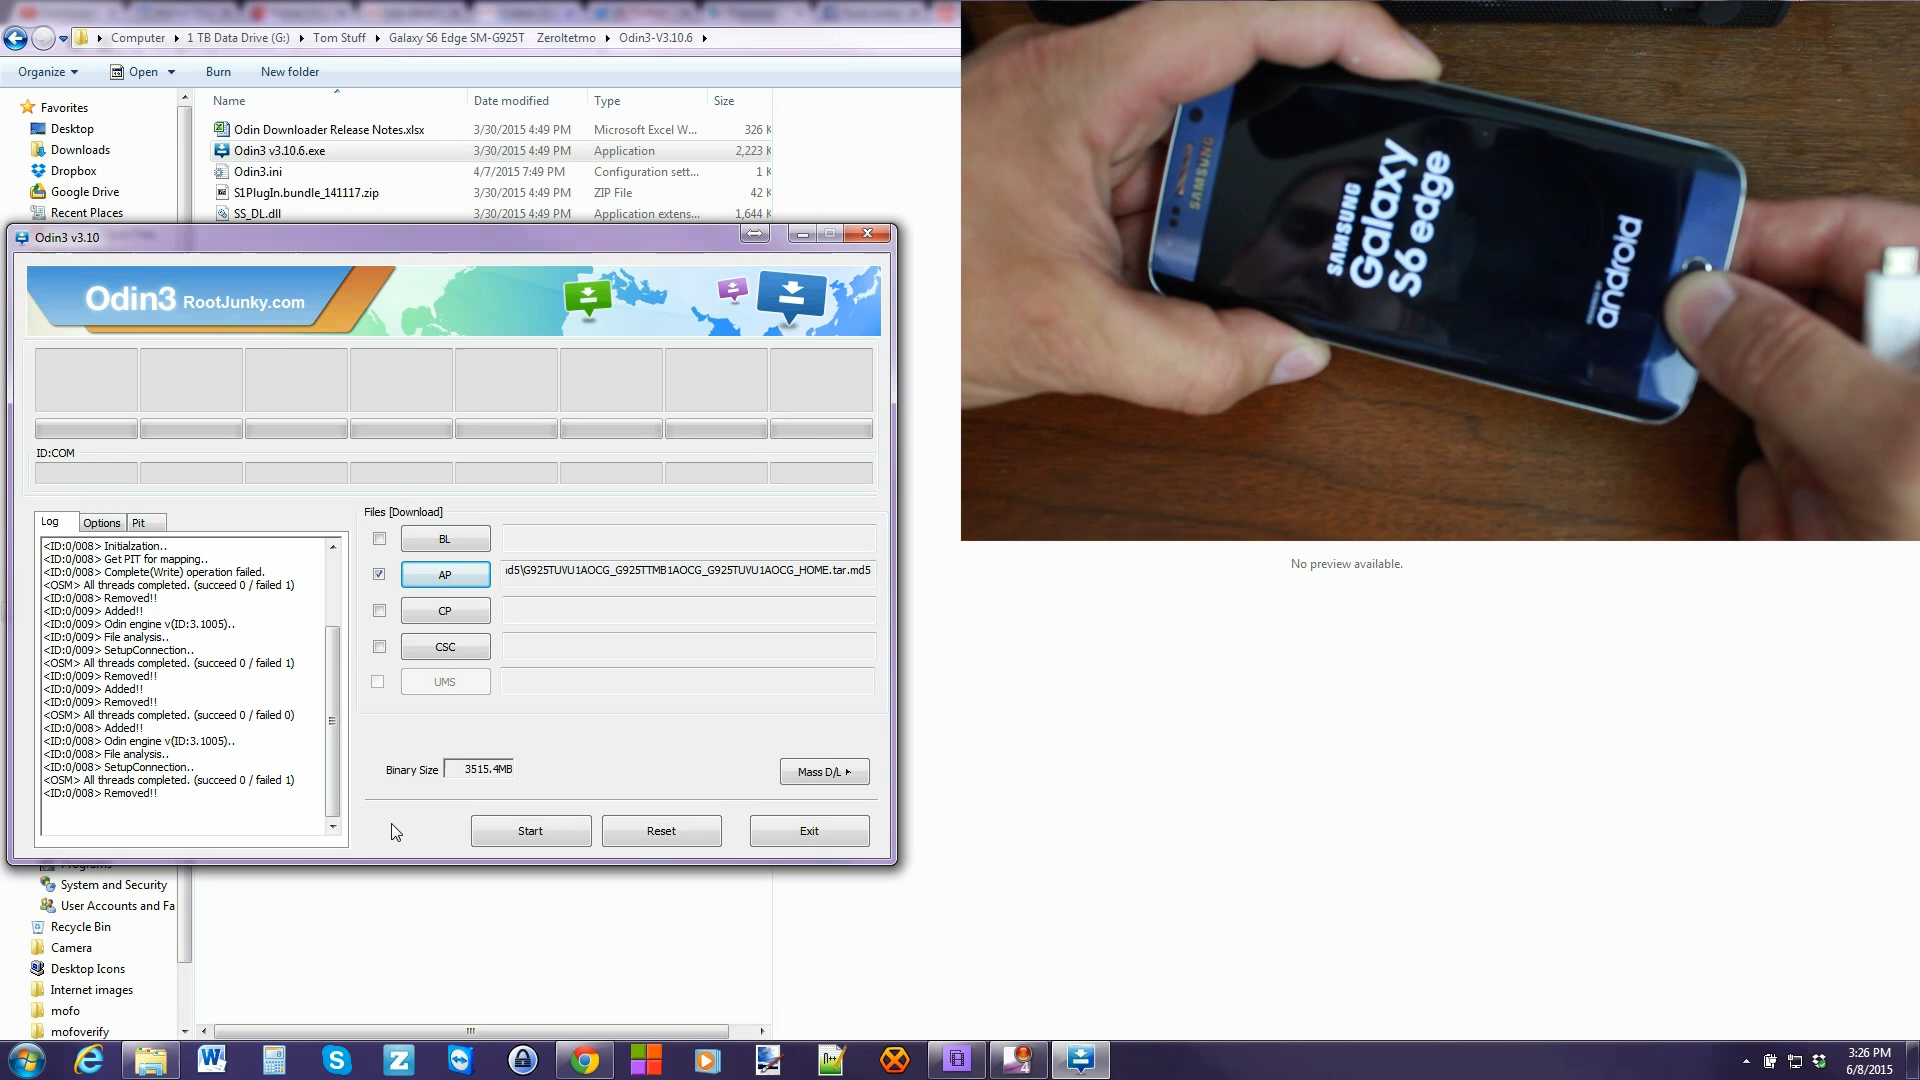 Computer ▸ 1 TB Data Drive (G:) ▸ Tom Stuff ▸ Galaxy S6 Edge SM-G925T Zeroltetmo ▸ Odin3-V3.10.6 ▸
Organize Open Burn New folder
Favorites
Desktop
Downloads
Dropbox
Google Drive
Recent Places
Name Date modified Type Size
Odin Downloader Release Notes.xlsx 3/30/2015 4:49 PM Microsoft Excel W... 326 K
Odin3 v3.10.6.exe 3/30/2015 4:49 PM Application 2,223 K
Odin3.ini 4/7/2015 7:49 PM Configuration sett... 1 K
S1PlugIn.bundle_141117.zip 3/30/2015 4:49 PM ZIP File 42 K
SS_DL.dll 3/30/2015 4:49 PM Application extens... 1,644 K
Odin3 v3.10
Odin3 RootJunky.com
ID:COM
Log Options Pit
<ID:0/008> Initialzation..
<ID:0/008> Get PIT for mapping..
<ID:0/008> Complete(Write) operation failed.
<OSM> All threads completed. (succeed 0 / failed 1)
<ID:0/008> Removed!!
<ID:0/009> Added!!
<ID:0/009> Odin engine v(ID:3.1005)..
<ID:0/009> File analysis..
<ID:0/009> SetupConnection..
<OSM> All threads completed. (succeed 0 / failed 1)
<ID:0/009> Removed!!
<ID:0/009> Added!!
<ID:0/009> Removed!!
<OSM> All threads completed. (succeed 0 / failed 0)
<ID:0/008> Added!!
<ID:0/008> Odin engine v(ID:3.1005)..
<ID:0/008> File analysis..
<ID:0/008> SetupConnection..
<OSM> All threads completed. (succeed 0 / failed 1)
<ID:0/008> Removed!!
Files [Download]
BL
AP d5\G925TUVU1AOCG_G925TTMB1AOCG_G925TUVU1AOCG_HOME.tar.md5
CP
CSC
UMS
Binary Size 3515.4MB
Mass D/L ▸
Start Reset Exit
Programs
System and Security
User Accounts and Fa
Recycle Bin
Camera
Desktop Icons
Internet images
mofo
mofoverify
SAMSUNG
SAMSUNG
Galaxy
S6 edge
POWERED BY
android
No preview available.
4
3:26 PM
6/8/2015